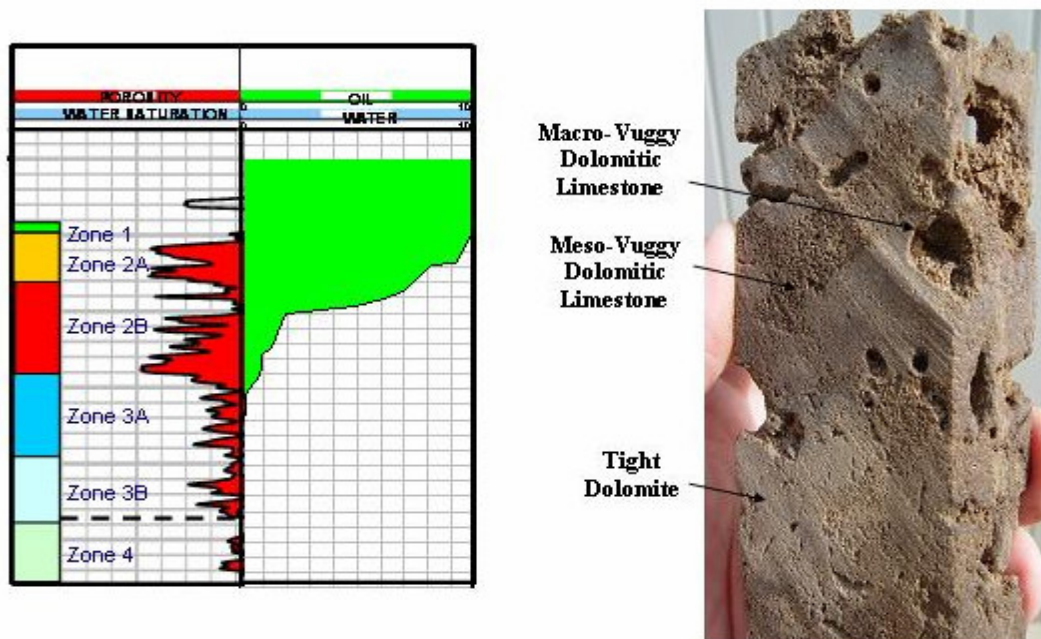 POROSITY
OIL
0
10
WATER SATURATION
WATER
0
10
Zone 1
Zone 2A
Zone 2B
Zone 3A
Zone 3B
Zone 4
Macro-Vuggy
Dolomitic
Limestone
Meso-Vuggy
Dolomitic
Limestone
Tight
Dolomite